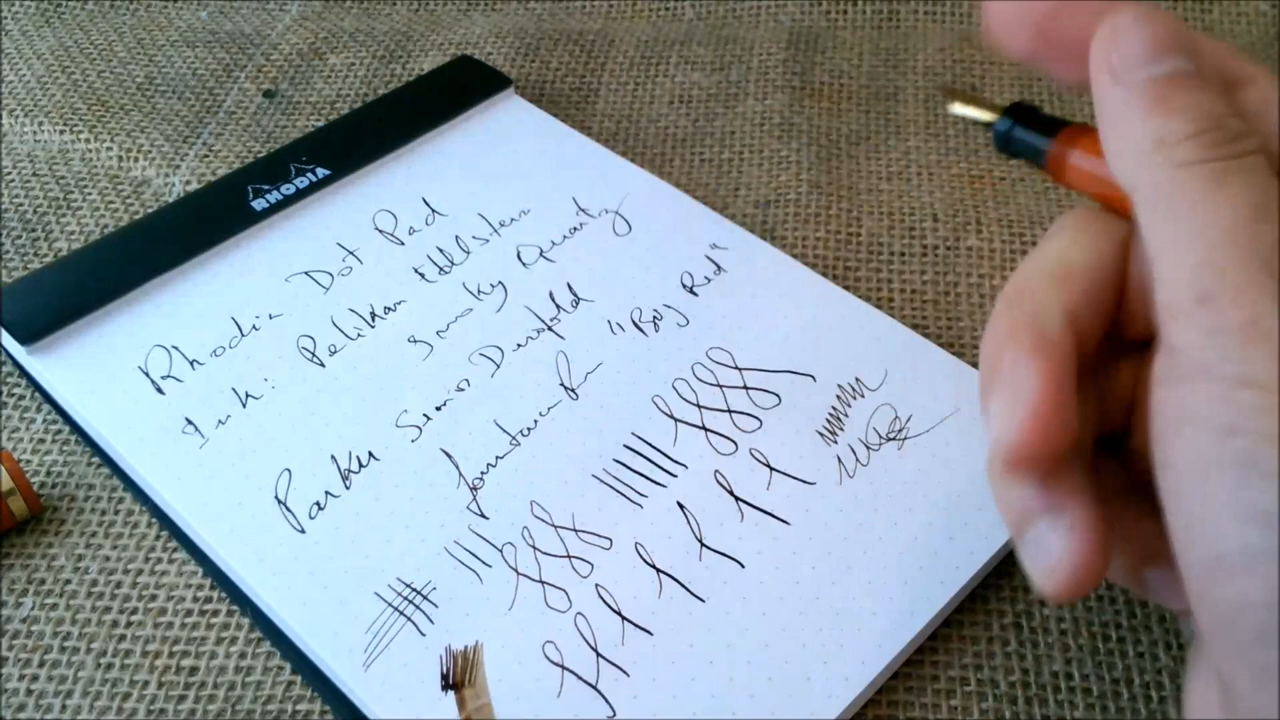 RHODIA
Rhodia Dot Pad
Ink: Pelikan Edelstein
Smoky Quartz
Parker Senior Duofold
fountain Pen "Big Red"